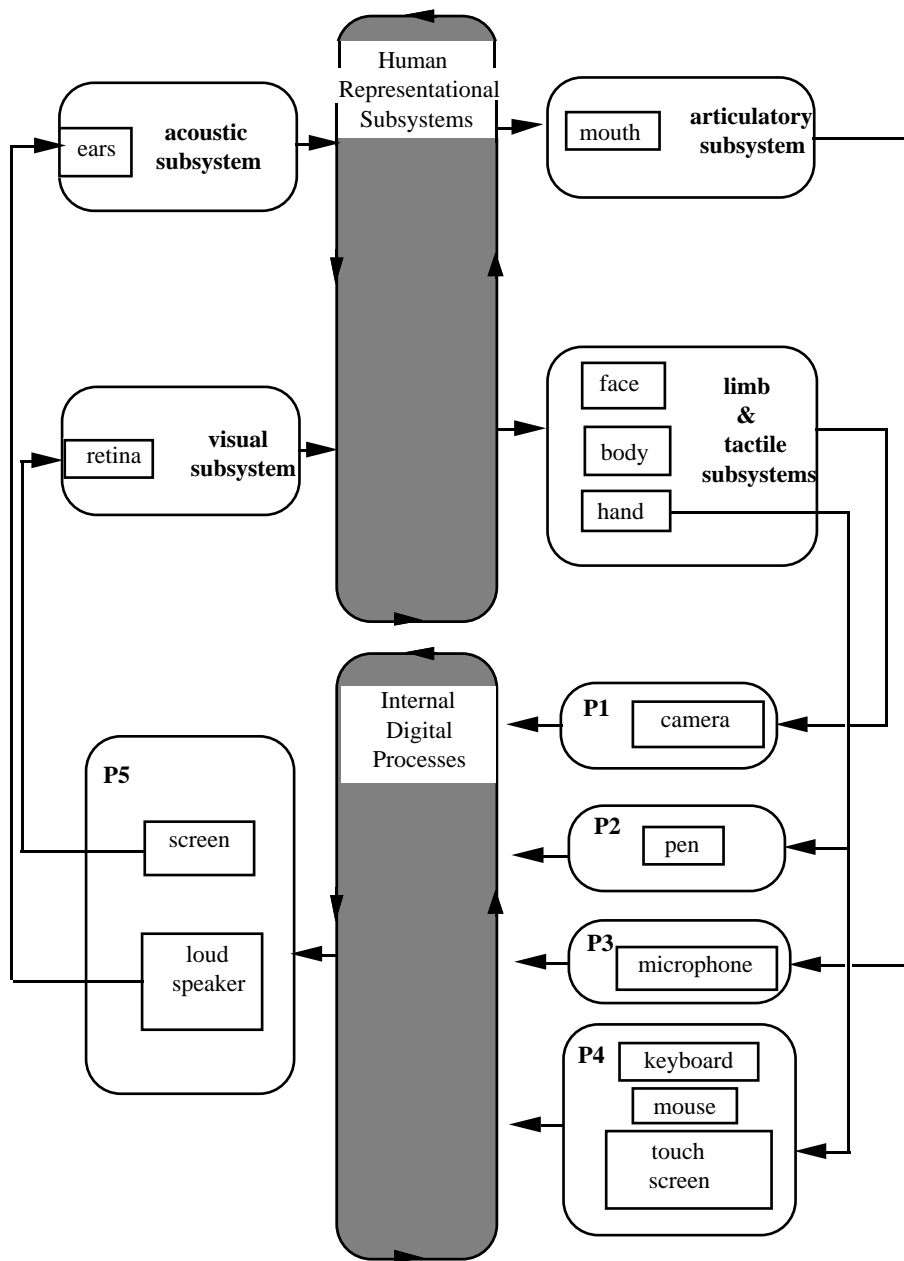 Human
Representational
Subsystems
ears
acoustic
subsystem
mouth
articulatory
subsystem
retina
visual
subsystem
face
body
hand
limb
&
tactile
subsystems
Internal
Digital
Processes
P1
camera
P2
pen
P3
microphone
P4
keyboard
mouse
touch
screen
P5
screen
loud
speaker